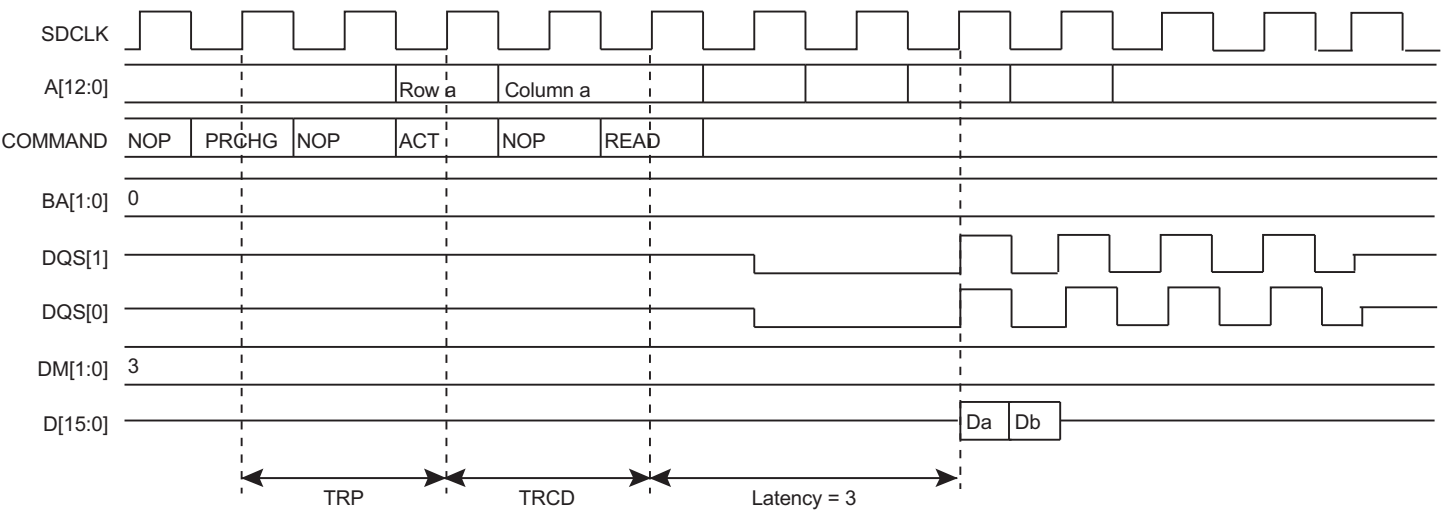 SDCLK
A[12:0] Row a Column a
COMMAND NOP PRCHG NOP ACT NOP READ
BA[1:0] 0
DQS[1]
DQS[0]
DM[1:0] 3
D[15:0] Da Db
TRP TRCD Latency = 3